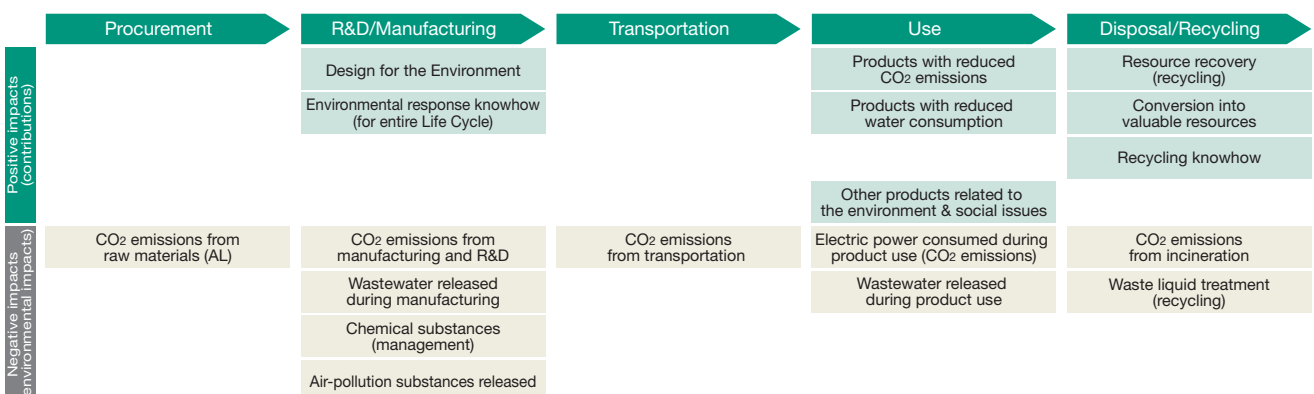 Procurement
R&D/Manufacturing
Transportation
Use
Disposal/Recycling
Positive impacts
(contributions)
Design for the Environment
Environmental response knowhow
(for entire Life Cycle)
Products with reduced
CO2 emissions
Products with reduced
water consumption
Other products related to
the environment & social issues
Resource recovery
(recycling)
Conversion into
valuable resources
Recycling knowhow
Negative impacts
environmental impacts)
CO2 emissions from
raw materials (AL)
CO2 emissions from
manufacturing and R&D
Wastewater released
during manufacturing
Chemical substances
(management)
Air-pollution substances released
CO2 emissions
from transportation
Electric power consumed during
product use (CO2 emissions)
Wastewater released
during product use
CO2 emissions
from incineration
Waste liquid treatment
(recycling)